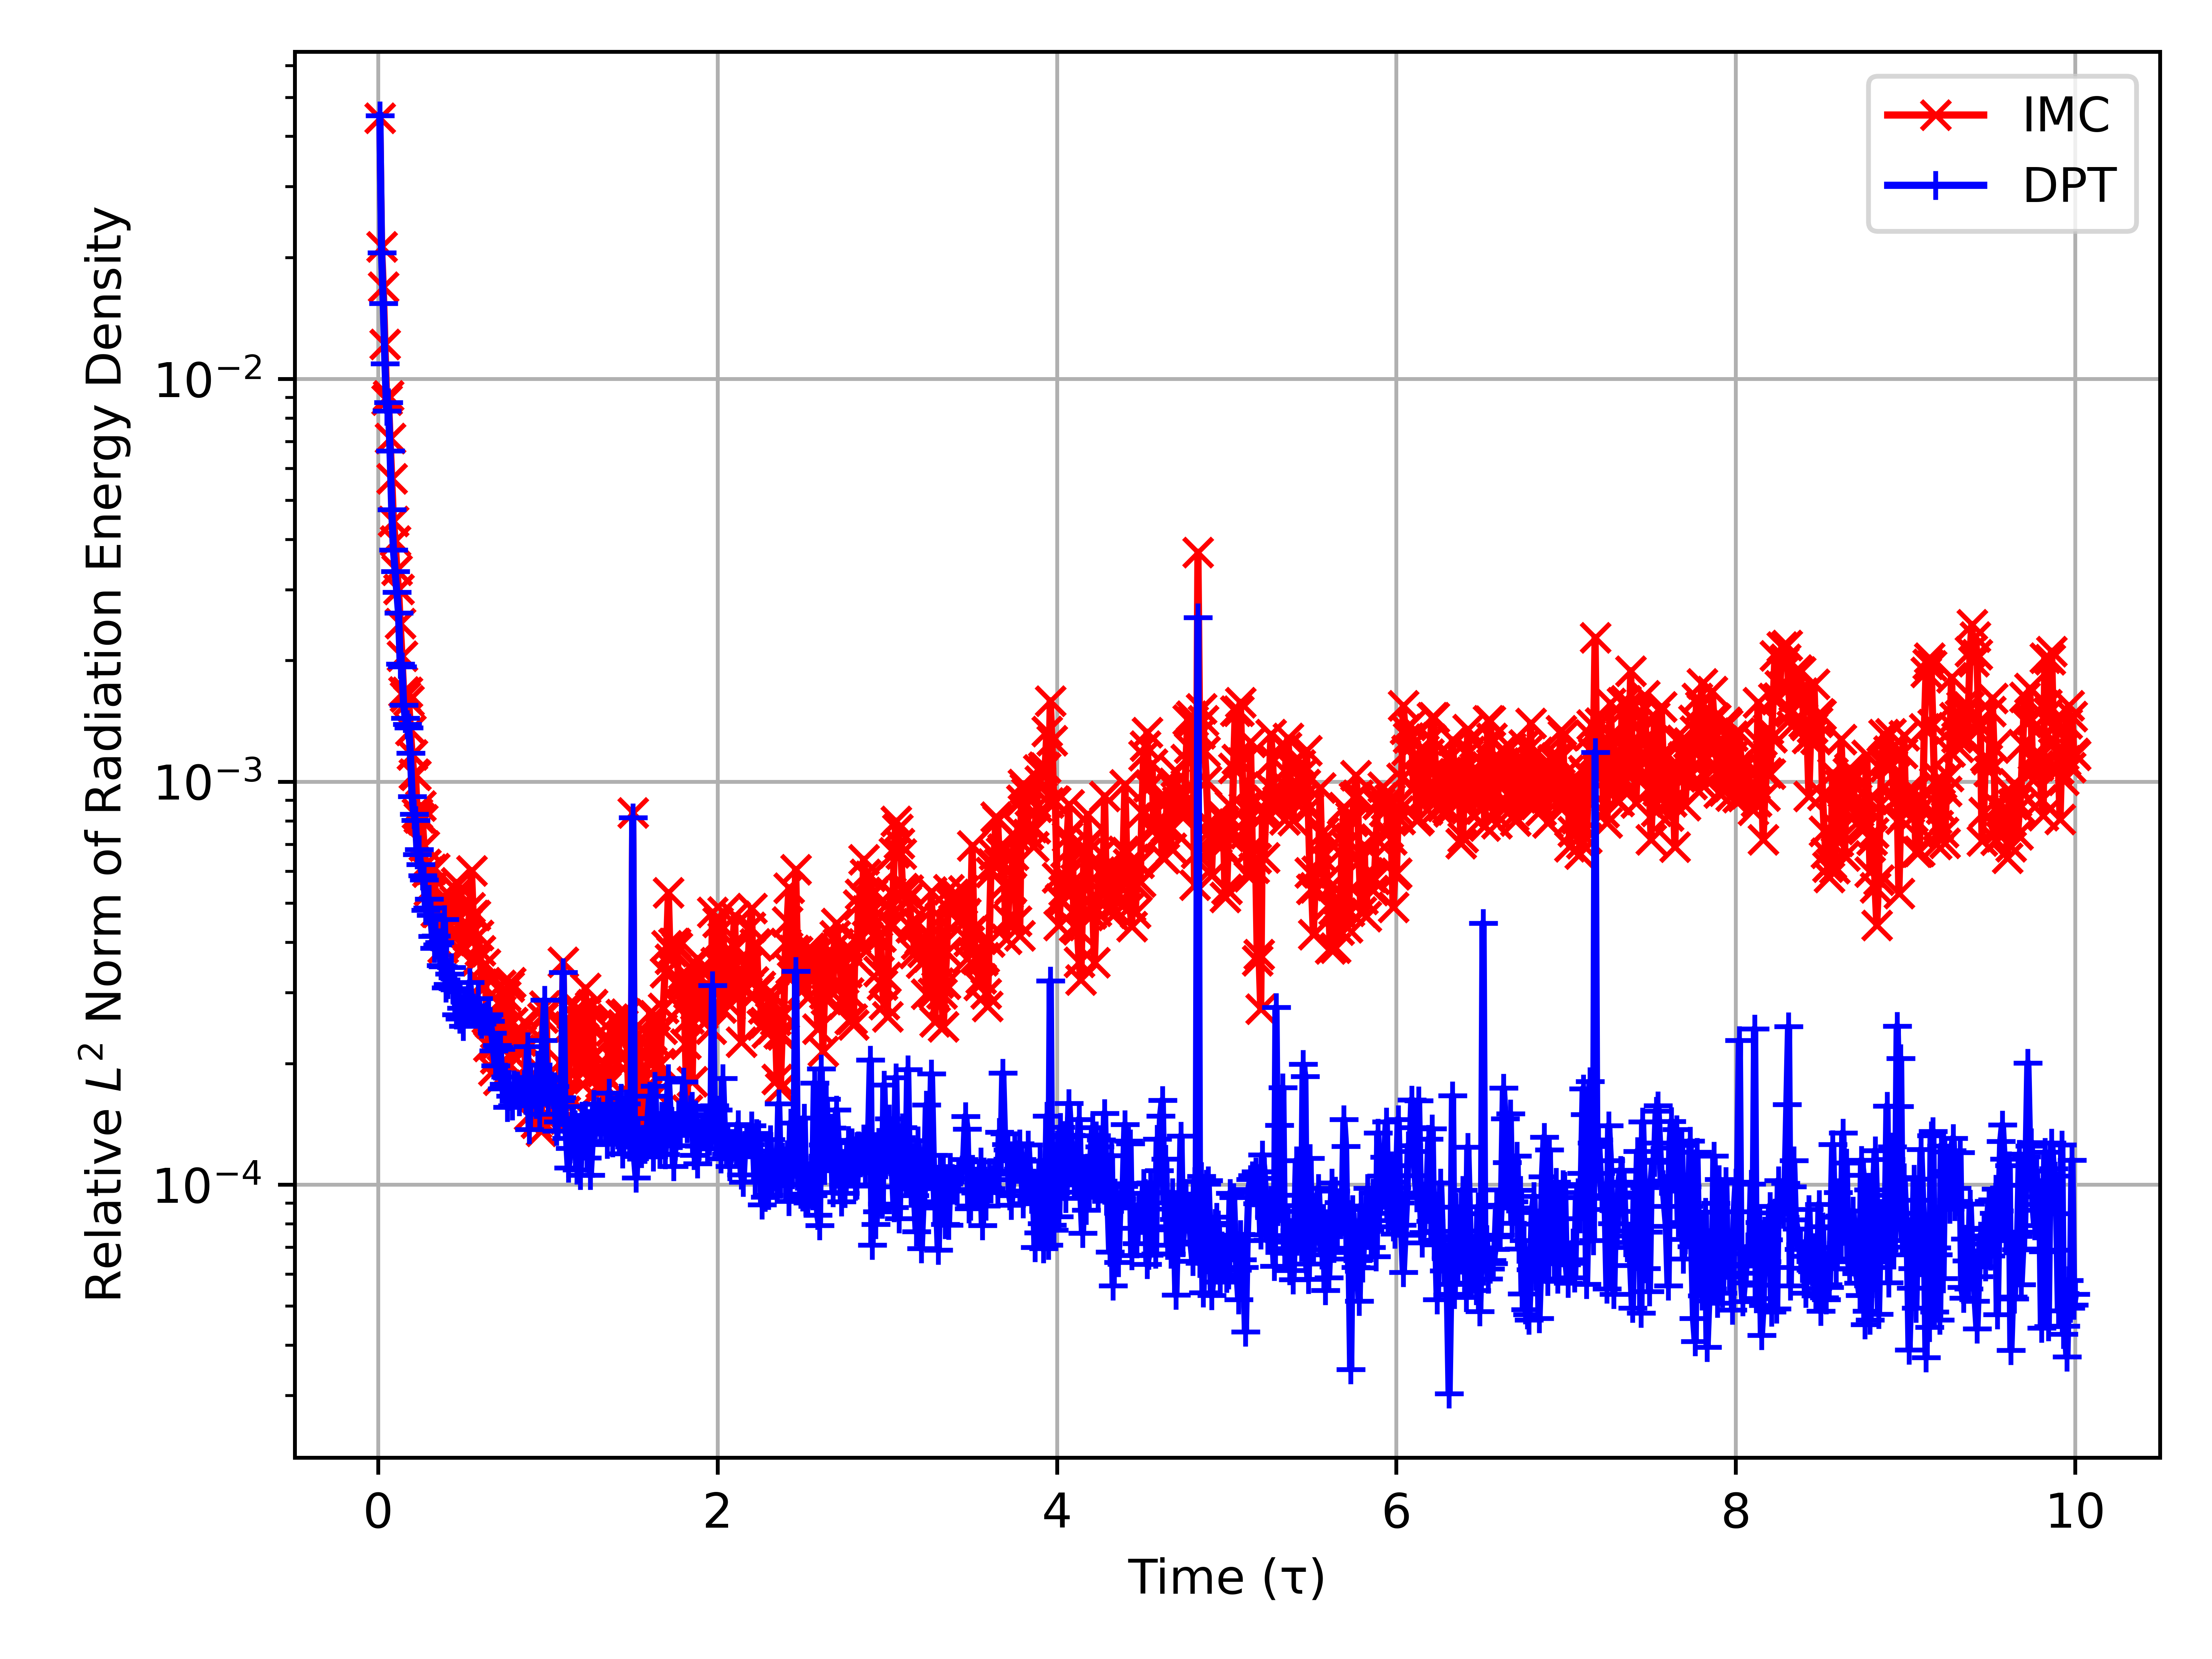 IMC
DPT
Relative L² Norm of Radiation Energy Density
10⁻²
10⁻³
10⁻⁴
0 2 4 6 8 10
Time (τ)